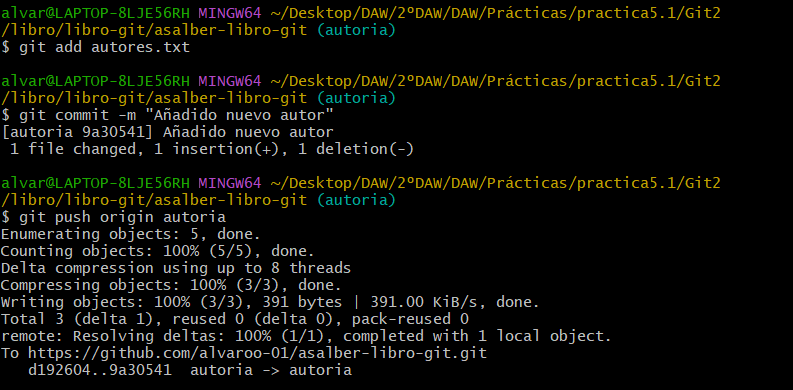 alvar@LAPTOP-8LJE56RH MINGW64 ~/Desktop/DAW/2ºDAW/DAW/Prácticas/practica5.1/Git2
/libro/libro-git/asalber-libro-git (autoria)
$ git add autores.txt
alvar@LAPTOP-8LJE56RH MINGW64 ~/Desktop/DAW/2ºDAW/DAW/Prácticas/practica5.1/Git2
/libro/libro-git/asalber-libro-git (autoria)
$ git commit -m "Añadido nuevo autor"
[autoria 9a30541] Añadido nuevo autor
 1 file changed, 1 insertion(+), 1 deletion(-)
alvar@LAPTOP-8LJE56RH MINGW64 ~/Desktop/DAW/2ºDAW/DAW/Prácticas/practica5.1/Git2
/libro/libro-git/asalber-libro-git (autoria)
$ git push origin autoria
Enumerating objects: 5, done.
Counting objects: 100% (5/5), done.
Delta compression using up to 8 threads
Compressing objects: 100% (3/3), done.
Writing objects: 100% (3/3), 391 bytes | 391.00 KiB/s, done.
Total 3 (delta 1), reused 0 (delta 0), pack-reused 0
remote: Resolving deltas: 100% (1/1), completed with 1 local object.
To https://github.com/alvaroo-01/asalber-libro-git.git
   d192604..9a30541  autoria -> autoria